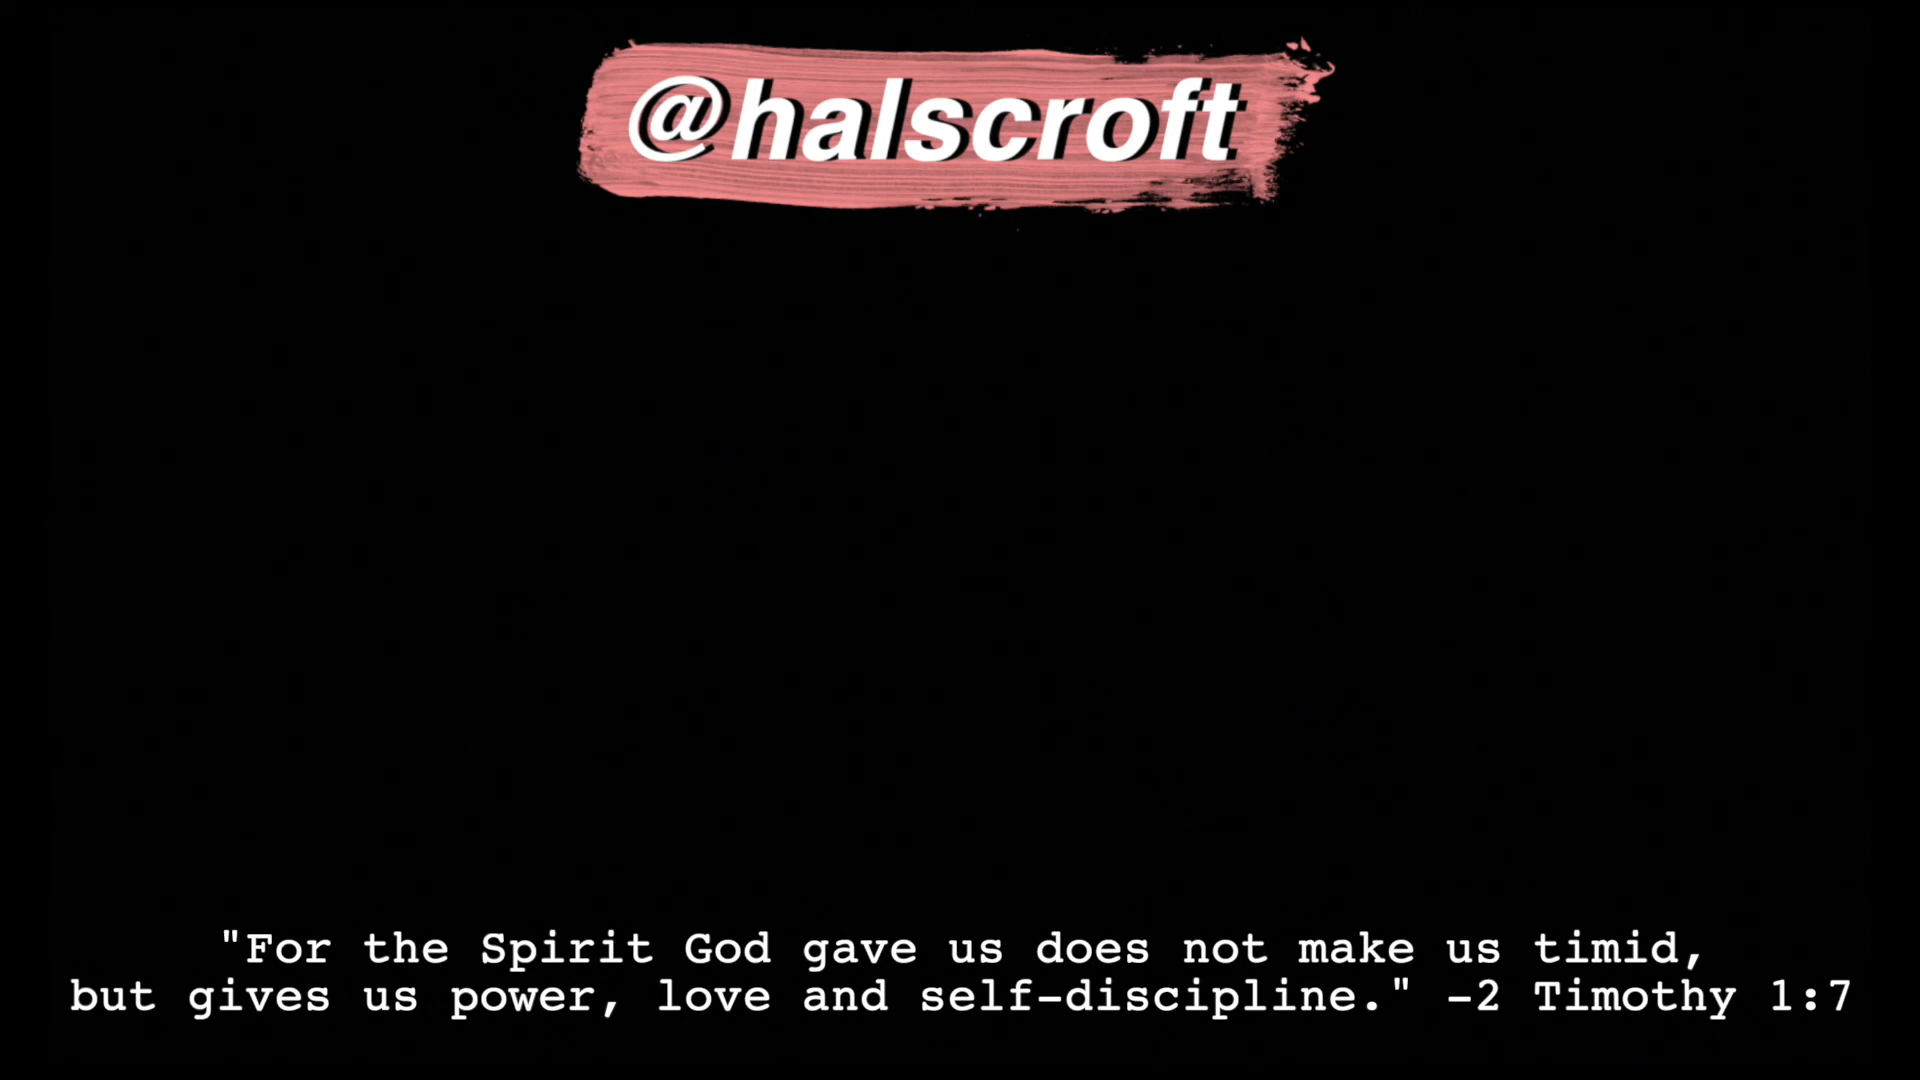 @halscroft
"For the Spirit God gave us does not make us timid,
but gives us power, love and self-discipline." -2 Timothy 1:7